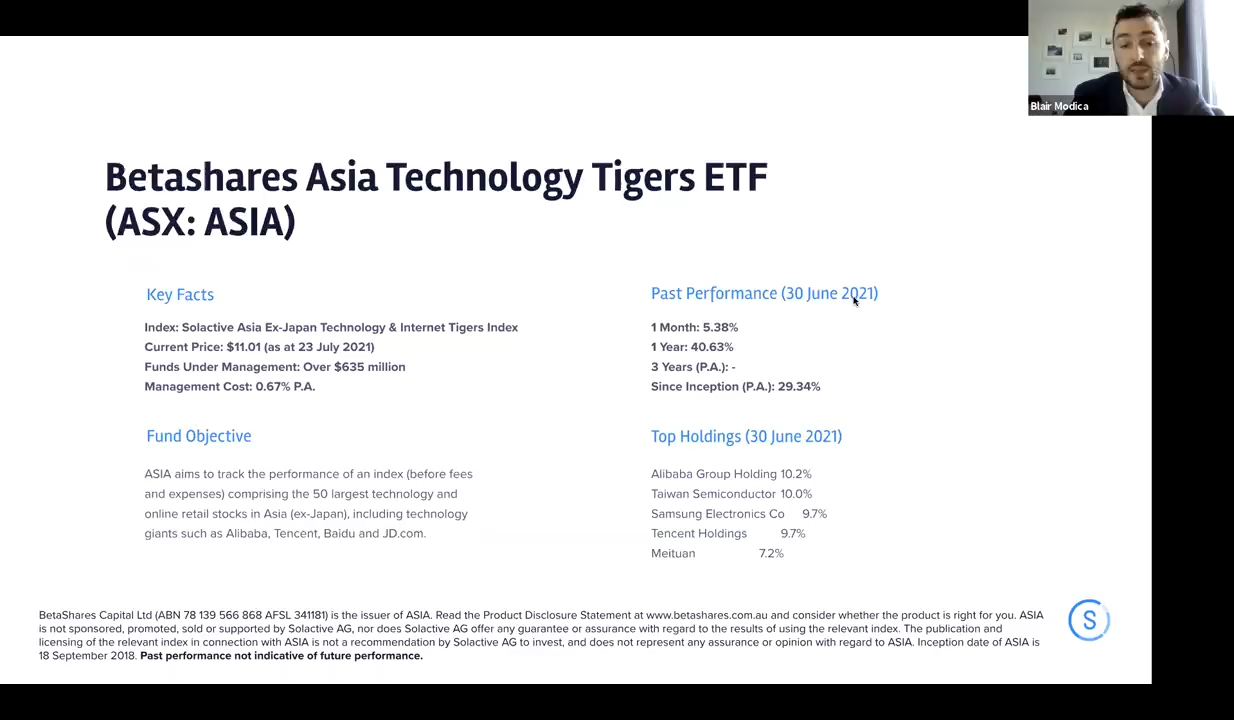 Blair Modica
Betashares Asia Technology Tigers ETF
(ASX: ASIA)
Key Facts
Index: Solactive Asia Ex-Japan Technology & Internet Tigers Index
Current Price: $11.01 (as at 23 July 2021)
Funds Under Management: Over $635 million
Management Cost: 0.67% P.A.
Past Performance (30 June 2021)
1 Month: 5.38%
1 Year: 40.63%
3 Years (P.A.): -
Since Inception (P.A.): 29.34%
Fund Objective
ASIA aims to track the performance of an index (before fees
and expenses) comprising the 50 largest technology and
online retail stocks in Asia (ex-Japan), including technology
giants such as Alibaba, Tencent, Baidu and JD.com.
Top Holdings (30 June 2021)
Alibaba Group Holding 10.2%
Taiwan Semiconductor 10.0%
Samsung Electronics Co 9.7%
Tencent Holdings 9.7%
Meituan 7.2%
BetaShares Capital Ltd (ABN 78 139 566 868 AFSL 341181) is the issuer of ASIA. Read the Product Disclosure Statement at www.betashares.com.au and consider whether the product is right for you. ASIA
is not sponsored, promoted, sold or supported by Solactive AG, nor does Solactive AG offer any guarantee or assurance with regard to the results of using the relevant index. The publication and
licensing of the relevant index in connection with ASIA is not a recommendation by Solactive AG to invest, and does not represent any assurance or opinion with regard to ASIA. Inception date of ASIA is
18 September 2018. Past performance not indicative of future performance.
S